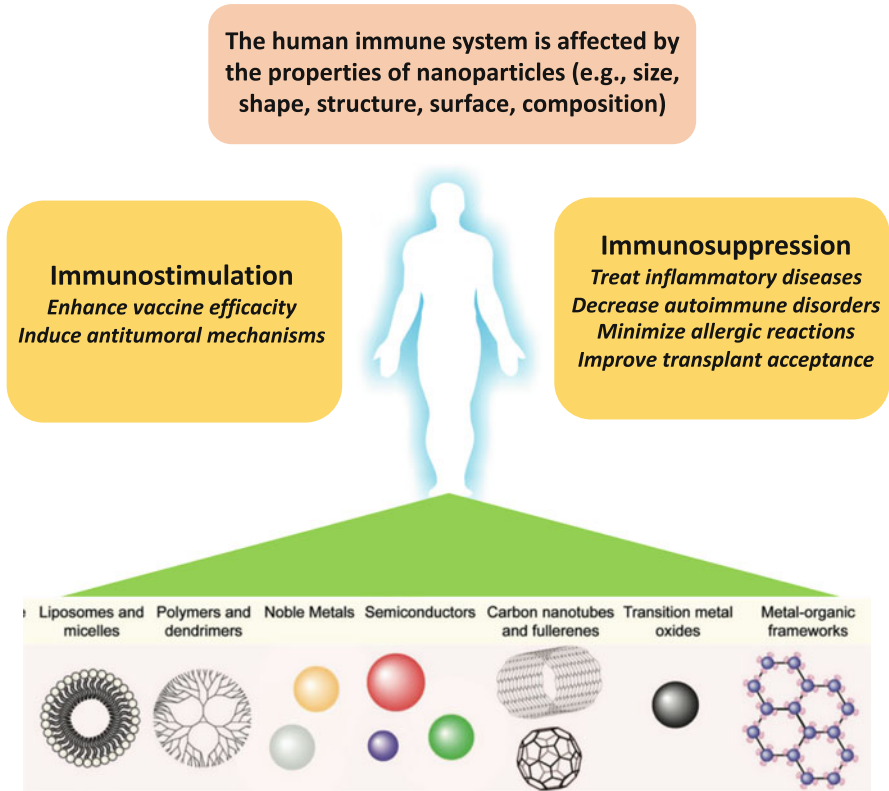 The human immune system is affected by
the properties of nanoparticles (e.g., size,
shape, structure, surface, composition)
Immunostimulation
Enhance vaccine efficacity
Induce antitumoral mechanisms
Immunosuppression
Treat inflammatory diseases
Decrease autoimmune disorders
Minimize allergic reactions
Improve transplant acceptance
Liposomes and
micelles
Polymers and
dendrimers
Noble Metals
Semiconductors
Carbon nanotubes
and fullerenes
Transition metal
oxides
Metal-organic
frameworks